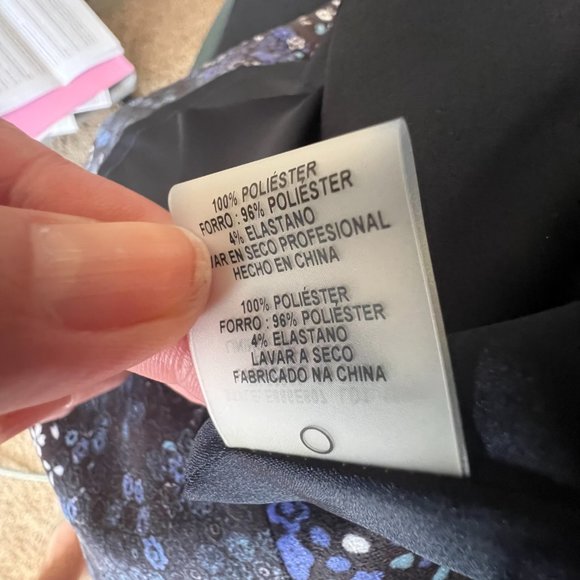 100% POLIÉSTER
FORRO : 96% POLIÉSTER
4% ELASTANO
VAR EN SECO PROFESIONAL
HECHO EN CHINA
100% POLIÉSTER
FORRO : 96% POLIÉSTER
4% ELASTANO
LAVAR A SECO
FABRICADO NA CHINA